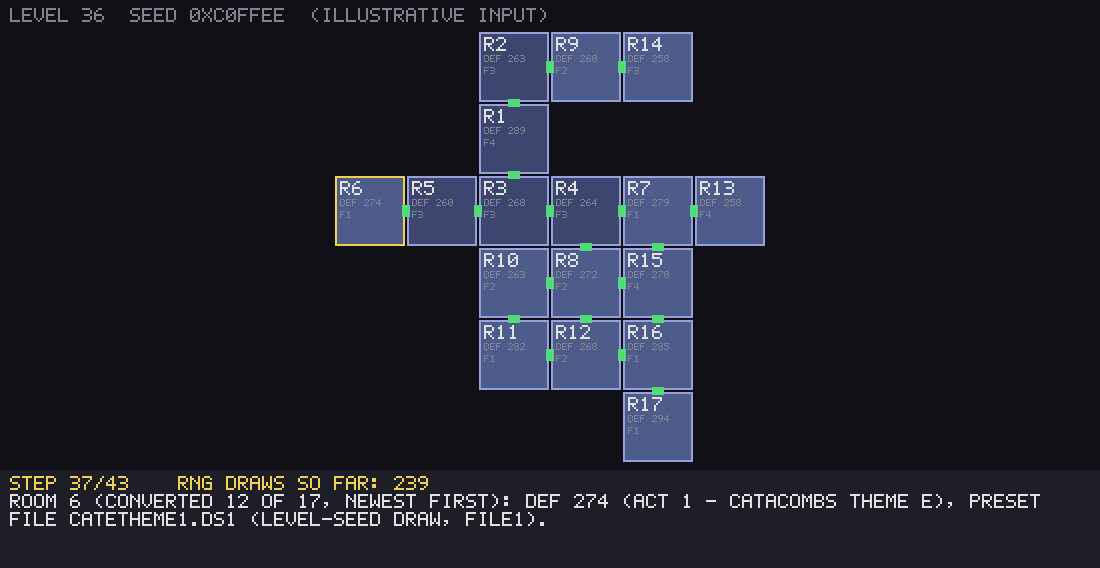 LEVEL 36 SEED 0XC0FFEE (ILLUSTRATIVE INPUT)
R2 R9 R14
DEF 263 DEF 260 DEF 258
F3 F2 F3
R1
DEF 289
F4
R6 R5 R3 R4 R7 R13
DEF 274 DEF 260 DEF 268 DEF 264 DEF 279 DEF 258
F1 F3 F3 F3 F1 F4
R10 R8 R15
DEF 263 DEF 272 DEF 270
F2 F2 F4
R11 R12 R16
DEF 282 DEF 268 DEF 285
F1 F2 F1
R17
DEF 294
F1
STEP 37/43 RNG DRAWS SO FAR: 239
ROOM 6 (CONVERTED 12 OF 17, NEWEST FIRST): DEF 274 (ACT 1 - CATACOMBS THEME E), PRESET
FILE CATETHEME1.DS1 (LEVEL-SEED DRAW, FILE1).